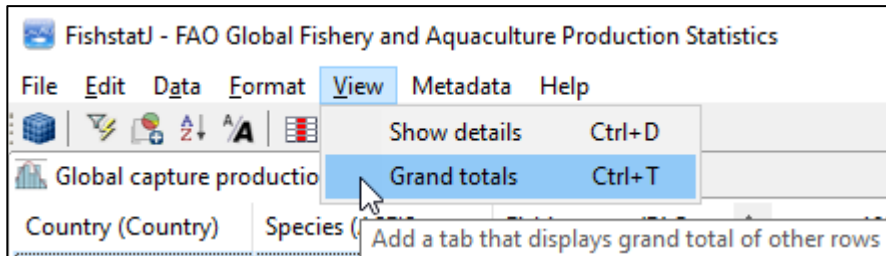 FishstatJ - FAO Global Fishery and Aquaculture Production Statistics
File Edit Data Format View Metadata Help
Show details Ctrl+D
Global capture productio Grand totals Ctrl+T
Country (Country) Species (
Add a tab that displays grand total of other rows